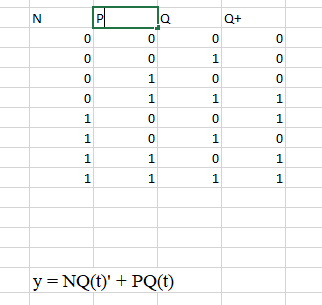 N P Q Q+
0 0 0 0
0 0 1 0
0 1 0 0
0 1 1 1
1 0 0 1
1 0 1 0
1 1 0 1
1 1 1 1
y = NQ(t)' + PQ(t)